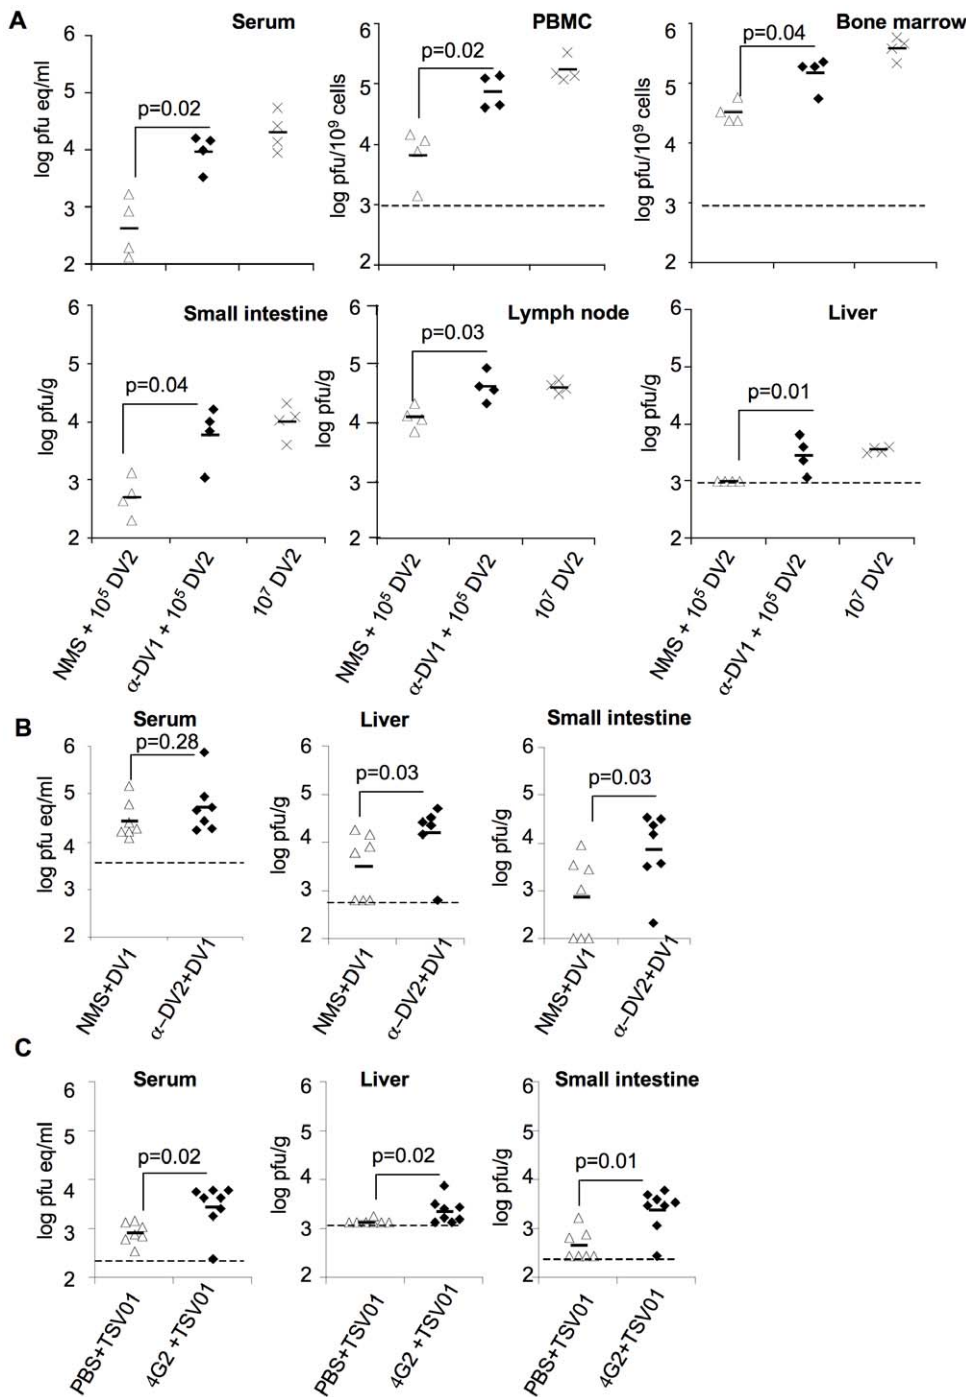 A
Serum
PBMC
Bone marrow
log pfu eq/ml
6
5
4
3
2
p=0.02
log pfu/10⁹ cells
6
5
4
3
2
p=0.02
log pfu/10⁹ cells
6
5
4
3
2
p=0.04
Small intestine
Lymph node
Liver
log pfu/g
6
5
4
3
2
p=0.04
log pfu/g
6
5
4
3
2
p=0.03
log pfu/g
6
5
4
3
2
p=0.01
NMS + 10⁵ DV2
α-DV1 + 10⁵ DV2
10⁷ DV2
NMS + 10⁵ DV2
α-DV1 + 10⁵ DV2
10⁷ DV2
NMS + 10⁵ DV2
α-DV1 + 10⁵ DV2
10⁷ DV2
B
Serum
Liver
Small intestine
log pfu eq/ml
6
5
4
3
2
p=0.28
log pfu/g
6
5
4
3
2
p=0.03
log pfu/g
6
5
4
3
2
p=0.03
NMS+DV1
α–DV2+DV1
NMS+DV1
α–DV2+DV1
NMS+DV1
α–DV2+DV1
C
Serum
Liver
Small intestine
log pfu eq/ml
6
5
4
3
2
p=0.02
log pfu/g
6
5
4
3
2
p=0.02
log pfu/g
6
5
4
3
2
p=0.01
PBS+TSV01
4G2 +TSV01
PBS+TSV01
4G2 +TSV01
PBS+TSV01
4G2+TSV01